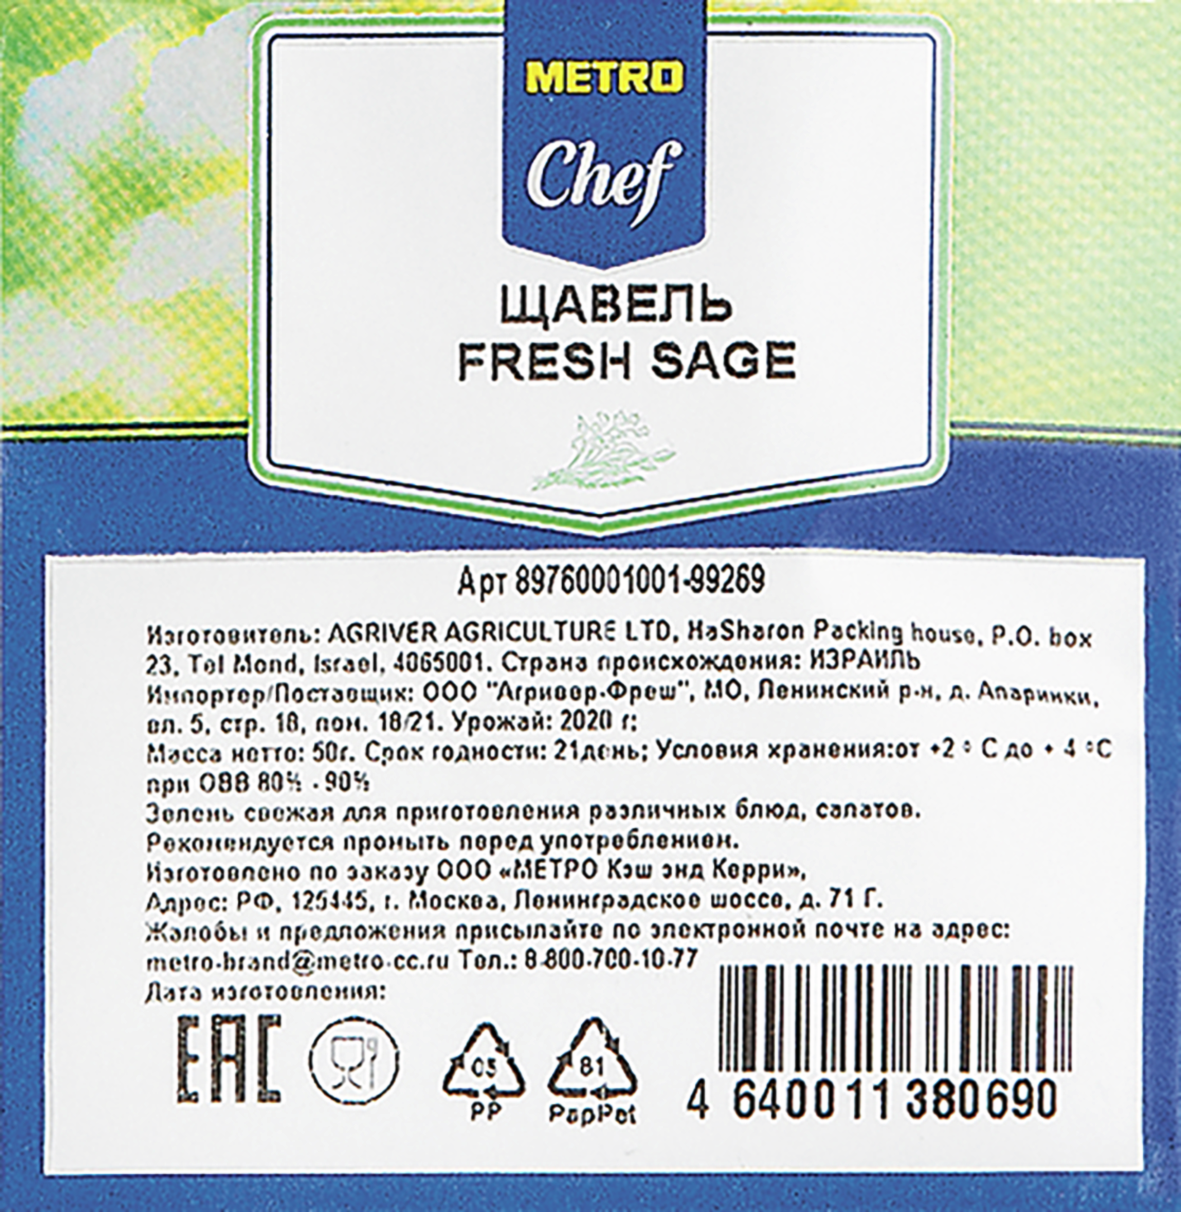 METRO
Chef
ЩАВЕЛЬ
FRESH SAGE
Арт 89760001001-99269
Изготовитель: AGRIVER AGRICULTURE LTD, HaSharon Packing house, P.O. box
23, Tel Mond, Israel, 4065001. Страна происхождения: ИЗРАИЛЬ
Импортер/Поставщик: ООО "Агривер-Фреш", МО, Ленинский р-н, д. Апаринки,
вл. 5, стр. 18, пом. 18/21. Урожай: 2020 г:
Масса нетто: 50г. Срок годности: 21день; Условия хранения:от +2 ° С до + 4 °С
при ОВВ 80% - 90%
Зелень свежая для приготовления различных блюд, салатов.
Рекомендуется промыть перед употреблением.
Изготовлено по заказу ООО «МЕТРО Кэш энд Керри»,
Адрес: РФ, 125445, г. Москва, Ленинградское шоссе, д. 71 Г.
Жалобы и предложения присылайте по электронной почте на адрес:
metro-brand@metro-cc.ru Тел.: 8-800-700-10-77
Дата изготовления:
EAC
05
PP
81
PapPet
4 640011 380690